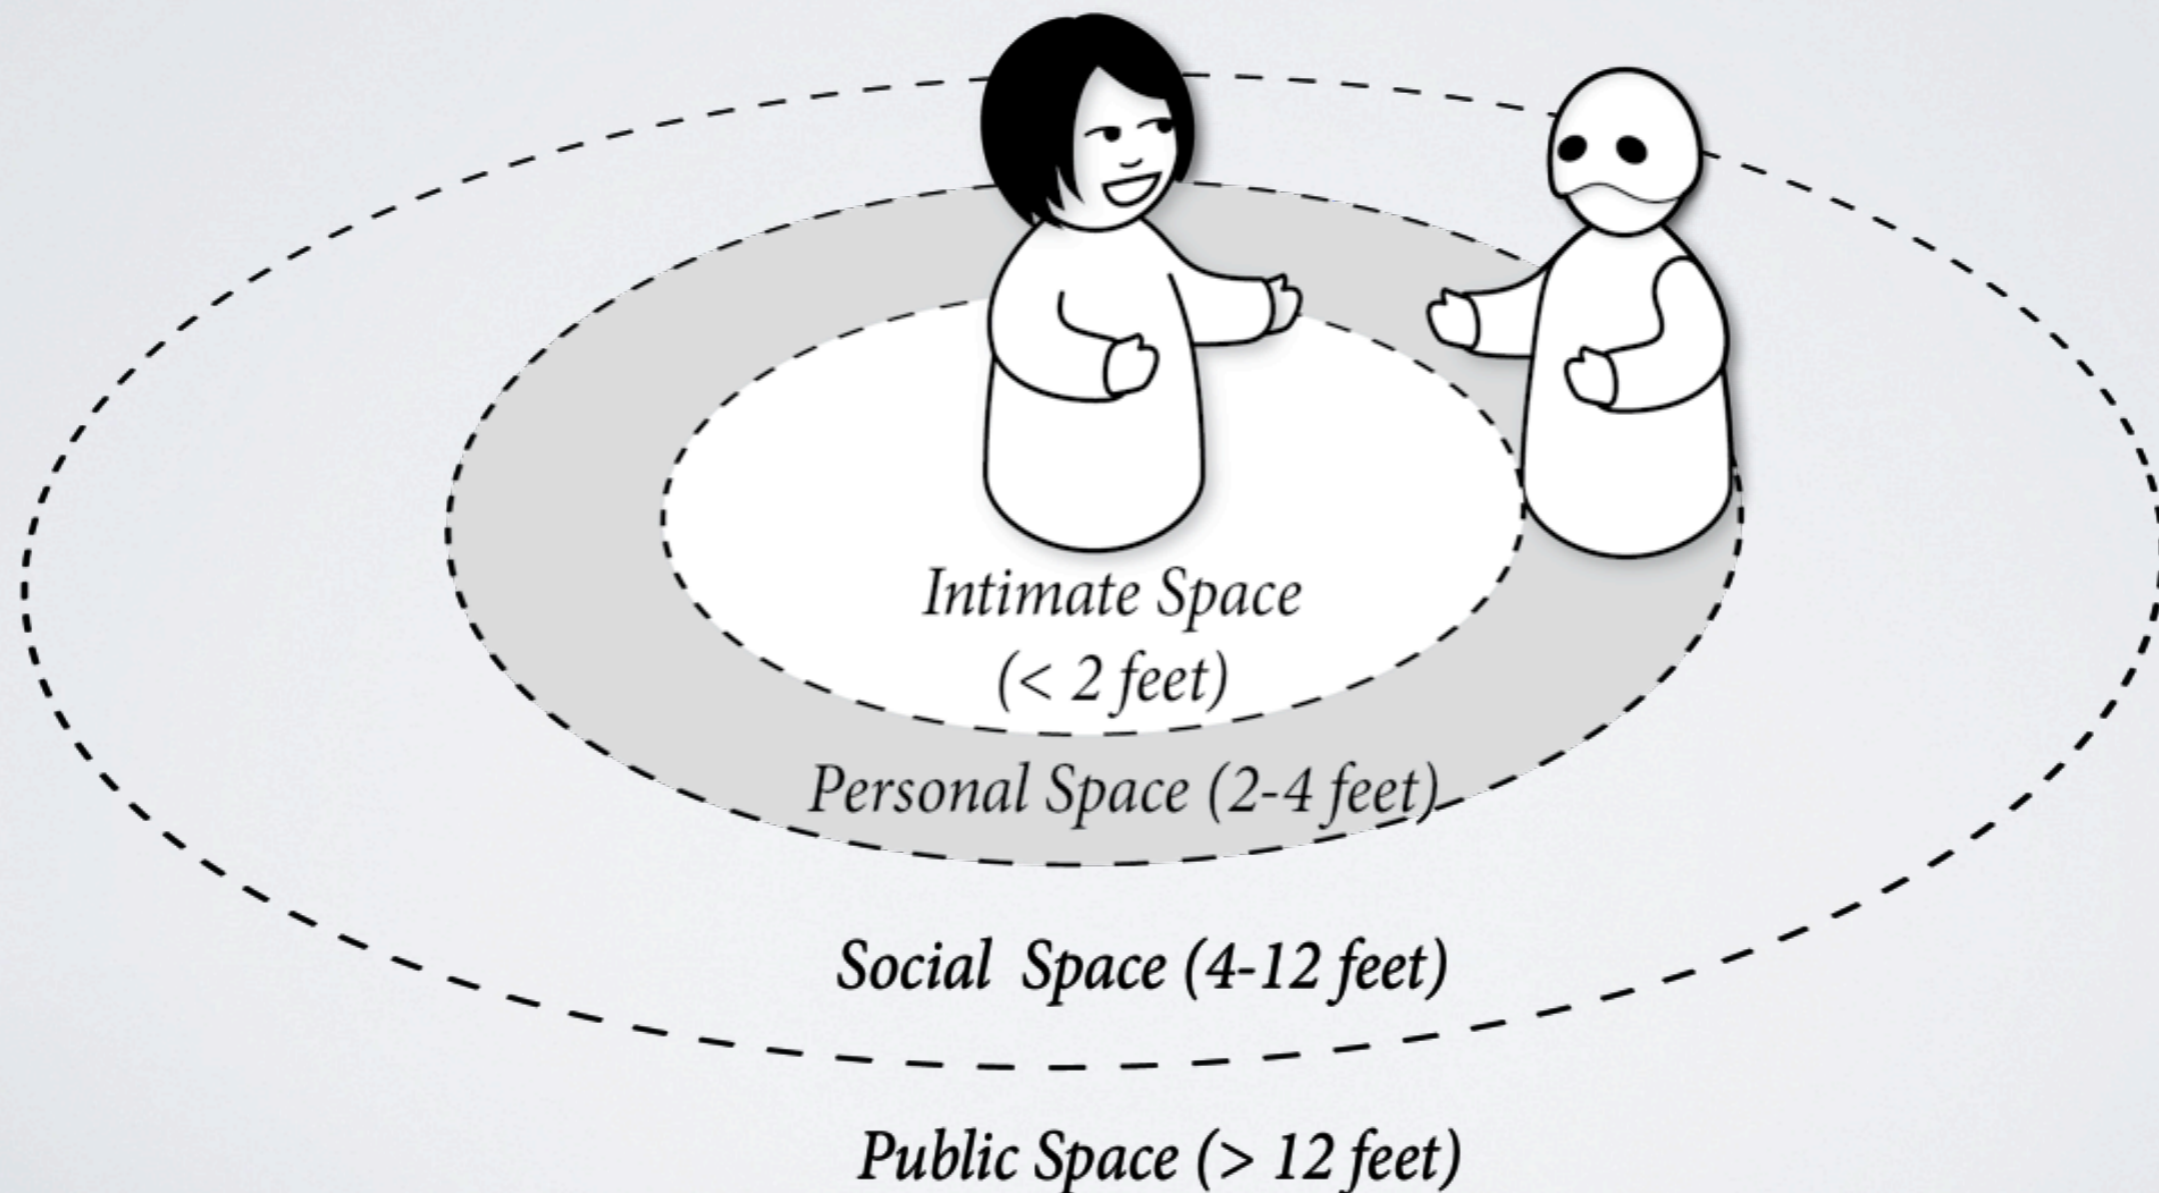 Intimate Space
(< 2 feet)
Personal Space (2-4 feet)
Social Space (4-12 feet)
Public Space (> 12 feet)